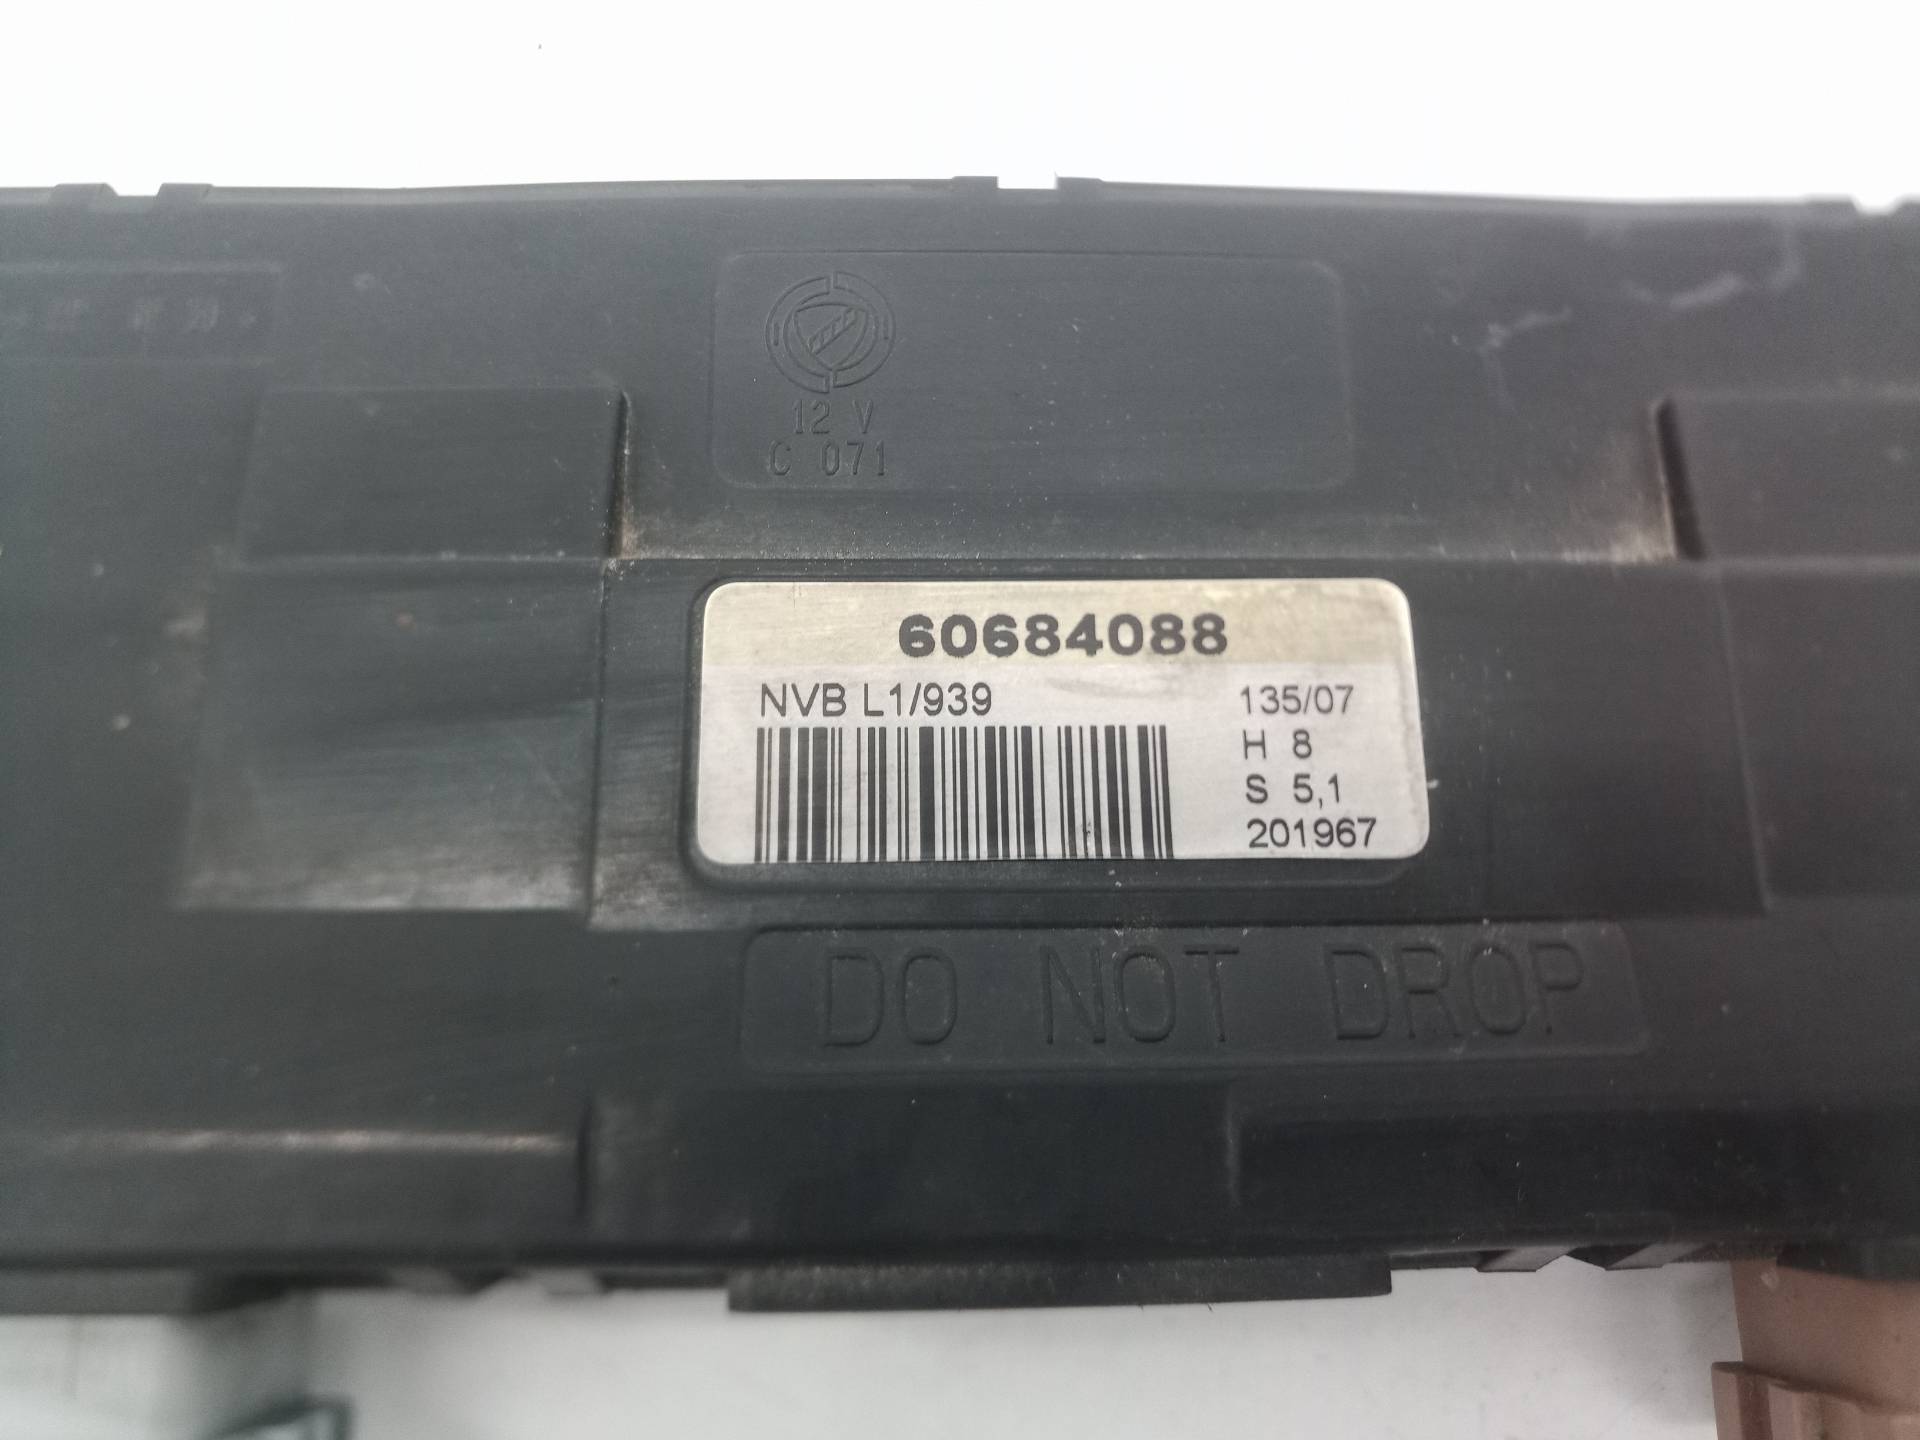 12 V
C 071
60684088
NVB L1/939
135/07
H 8
S 5,1
201967
DO NOT DROP